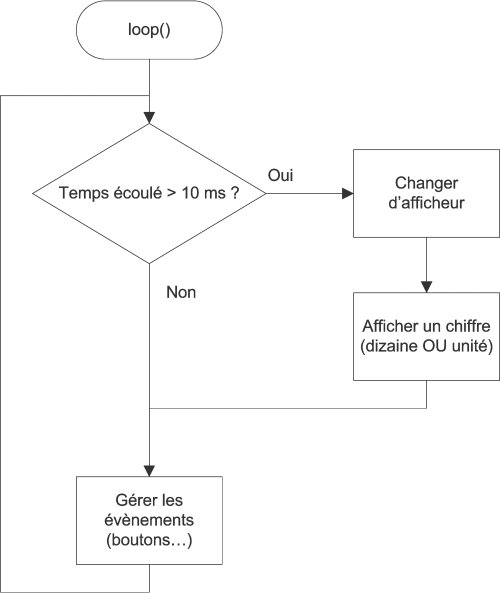 loop()
Temps écoulé > 10 ms ?
Oui
Changer
d'afficheur
Non
Afficher un chiffre
(dizaine OU unité)
Gérer les
évènements
(boutons…)